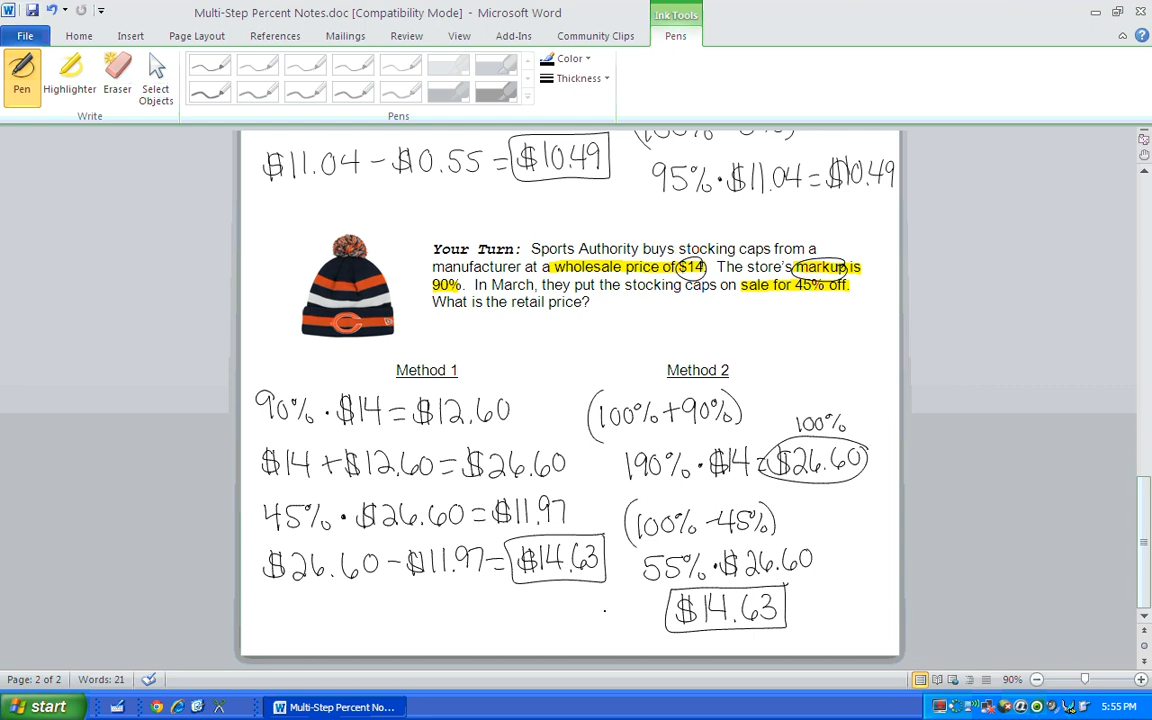 Multi-Step Percent Notes.doc [Compatibility Mode] - Microsoft Word
Ink Tools
File Home Insert Page Layout References Mailings Review View Add-Ins Community Clips Pens
Pen Highlighter Eraser Select Objects
Color
Thickness
Write Pens
$11.04 - $0.55 = $10.49
95% · $11.04 = $10.49
Your Turn: Sports Authority buys stocking caps from a
manufacturer at a wholesale price of $14. The store's markup is
90%. In March, they put the stocking caps on sale for 45% off.
What is the retail price?
Method 1
90% · $14 = $12.60
$14 + $12.60 = $26.60
45% · $26.60 = $11.97
$26.60 - $11.97 = $14.63
Method 2
(100% + 90%)
100%
190% · $14 = $26.60
(100% - 45%)
55% · $26.60
$14.63
Page: 2 of 2 Words: 21 90%
start Multi-Step Percent No... 5:55 PM